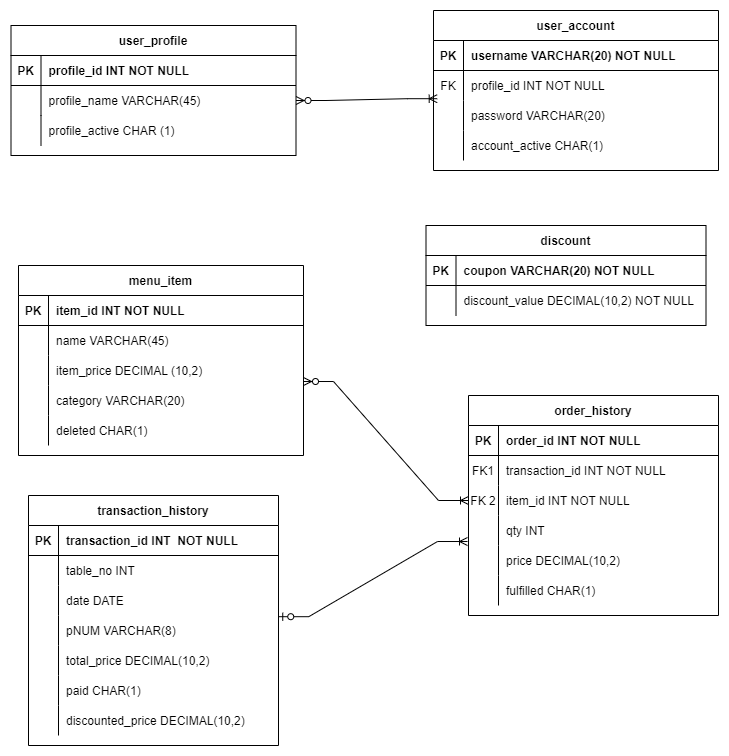 user_profile
PK profile_id INT NOT NULL
profile_name VARCHAR(45)
profile_active CHAR (1)
user_account
PK username VARCHAR(20) NOT NULL
FK profile_id INT NOT NULL
password VARCHAR(20)
account_active CHAR(1)
discount
PK coupon VARCHAR(20) NOT NULL
discount_value DECIMAL(10,2) NOT NULL
menu_item
PK item_id INT NOT NULL
name VARCHAR(45)
item_price DECIMAL (10,2)
category VARCHAR(20)
deleted CHAR(1)
order_history
PK order_id INT NOT NULL
FK1 transaction_id INT NOT NULL
FK 2 item_id INT NOT NULL
qty INT
price DECIMAL(10,2)
fulfilled CHAR(1)
transaction_history
PK transaction_id INT  NOT NULL
table_no INT
date DATE
pNUM VARCHAR(8)
total_price DECIMAL(10,2)
paid CHAR(1)
discounted_price DECIMAL(10,2)